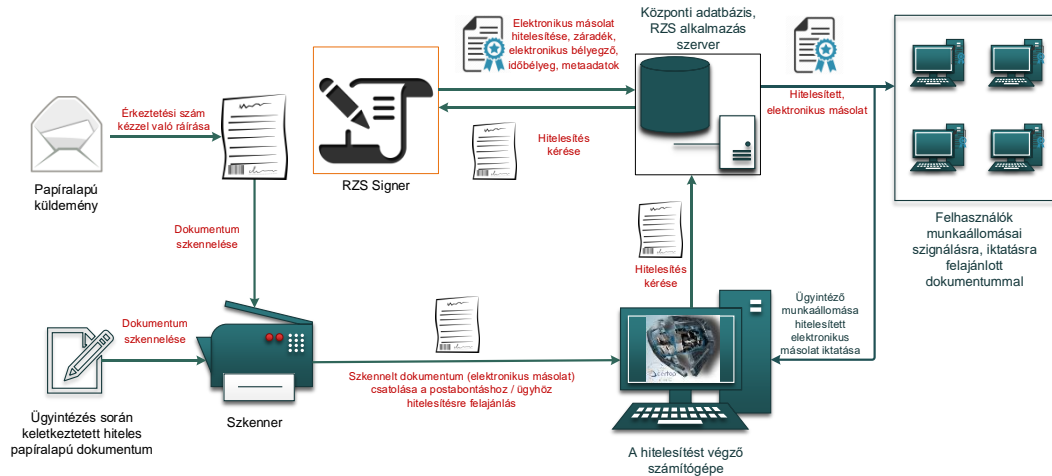 Elektronikus másolat
hitelesítése, záradék,
elektronikus bélyegző,
időbélyeg, metaadatok
Központi adatbázis,
RZS alkalmazás
szerver
Érkeztetési szám
kézzel való ráírása
Hitelesítés
kérése
Hitelesített,
elektronikus másolat
Papíralapú
küldemény
RZS Signer
Dokumentum
szkennelése
Hitelesítés
kérése
Felhasználók
munkaállomásai
szignálásra, iktatásra
felajánlott
dokumentummal
Dokumentum
szkennelése
Ügyintéző
munkaállomása
hitelesített
elektronikus
másolat iktatása
Szkennelt dokumentum (elektronikus másolat)
csatolása a postabontáshoz / ügyhöz
hitelesítésre felajánlás
Ügyintézés során
keletkeztetett hiteles
papíralapú dokumentum
Szkenner
A hitelesítést végző
számítógépe